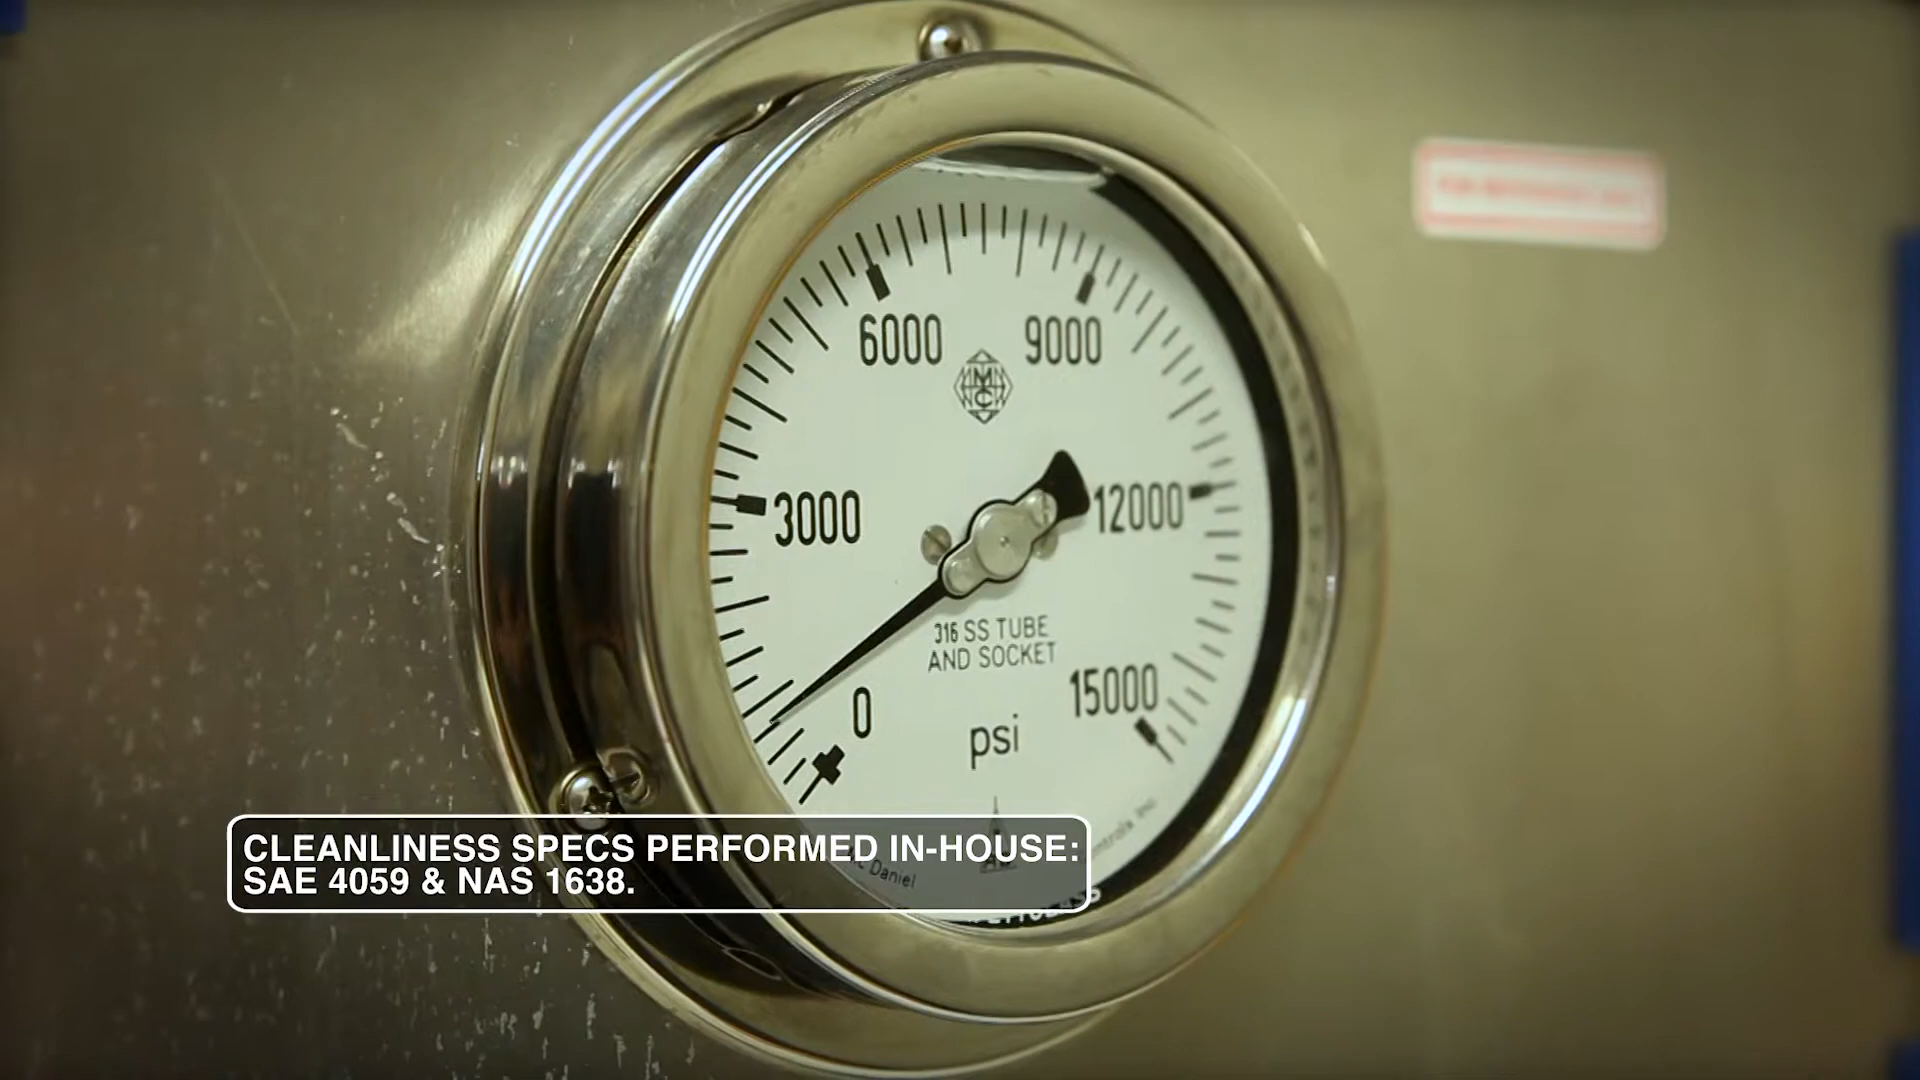 6000
9000
3000
12000
316 SS TUBE
AND SOCKET
0
15000
psi
CLEANLINESS SPECS PERFORMED IN-HOUSE:
SAE 4059 & NAS 1638.
Daniel